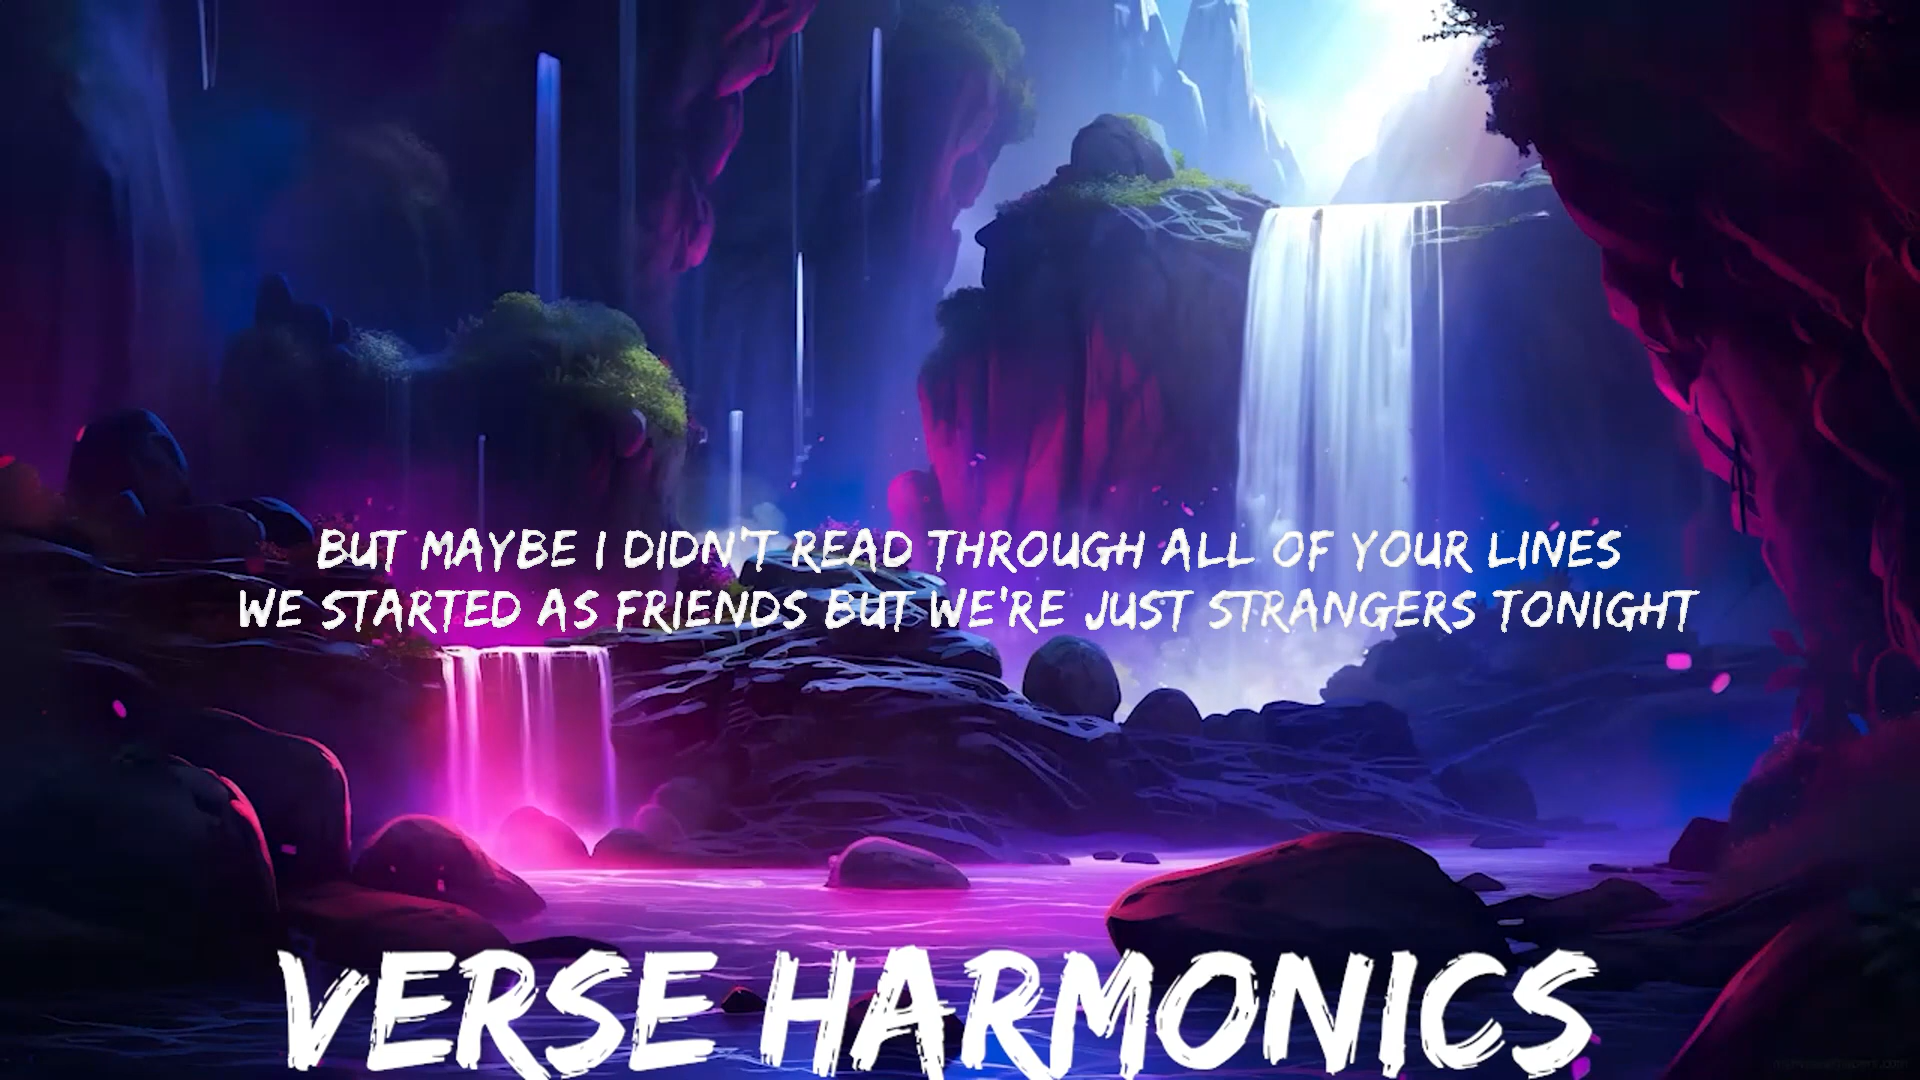 BUT MAYBE I DIDN'T READ THROUGH ALL OF YOUR LINES
WE STARTED AS FRIENDS BUT WE'RE JUST STRANGERS TONIGHT
VERSE HARMONICS